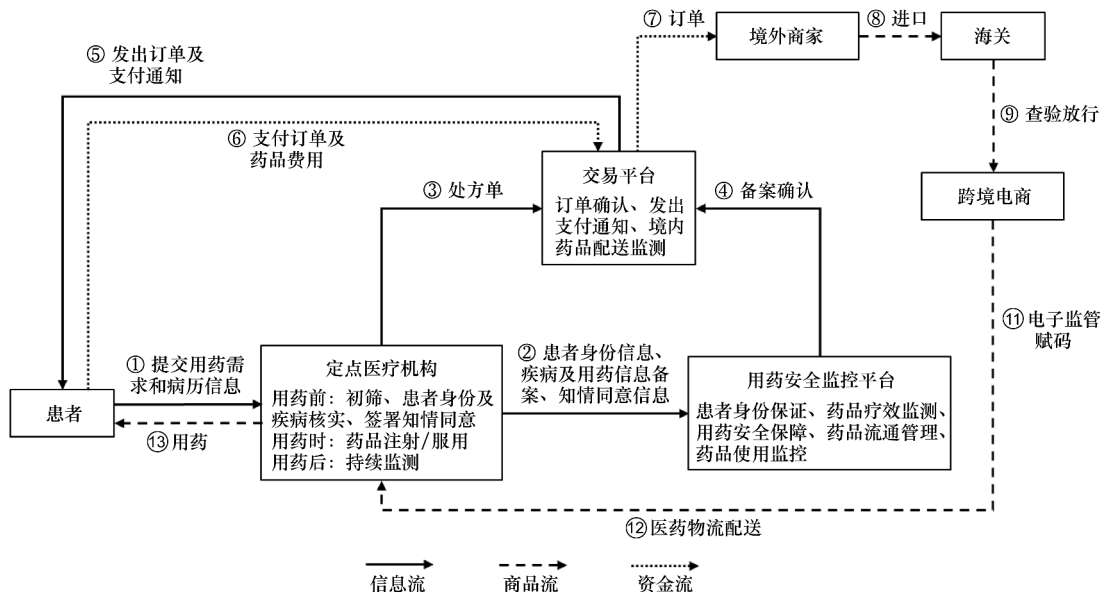 ⑦ 订单
境外商家
⑧ 进口
海关
⑤ 发出订单及
支付通知
⑨ 查验放行
⑥ 支付订单及
药品费用
交易平台
订单确认、发出
支付通知、境内
药品配送监测
③ 处方单
④ 备案确认
跨境电商
⑪ 电子监管
赋码
① 提交用药需
求和病历信息
患者
⑬ 用药
定点医疗机构
用药前：初筛、患者身份及
疾病核实、签署知情同意
用药时：药品注射/服用
用药后：持续监测
② 患者身份信息、
疾病及用药信息备
案、知情同意信息
用药安全监控平台
患者身份保证、药品疗效监测、
用药安全保障、药品流通管理、
药品使用监控
⑫ 医药物流配送
信息流
商品流
资金流